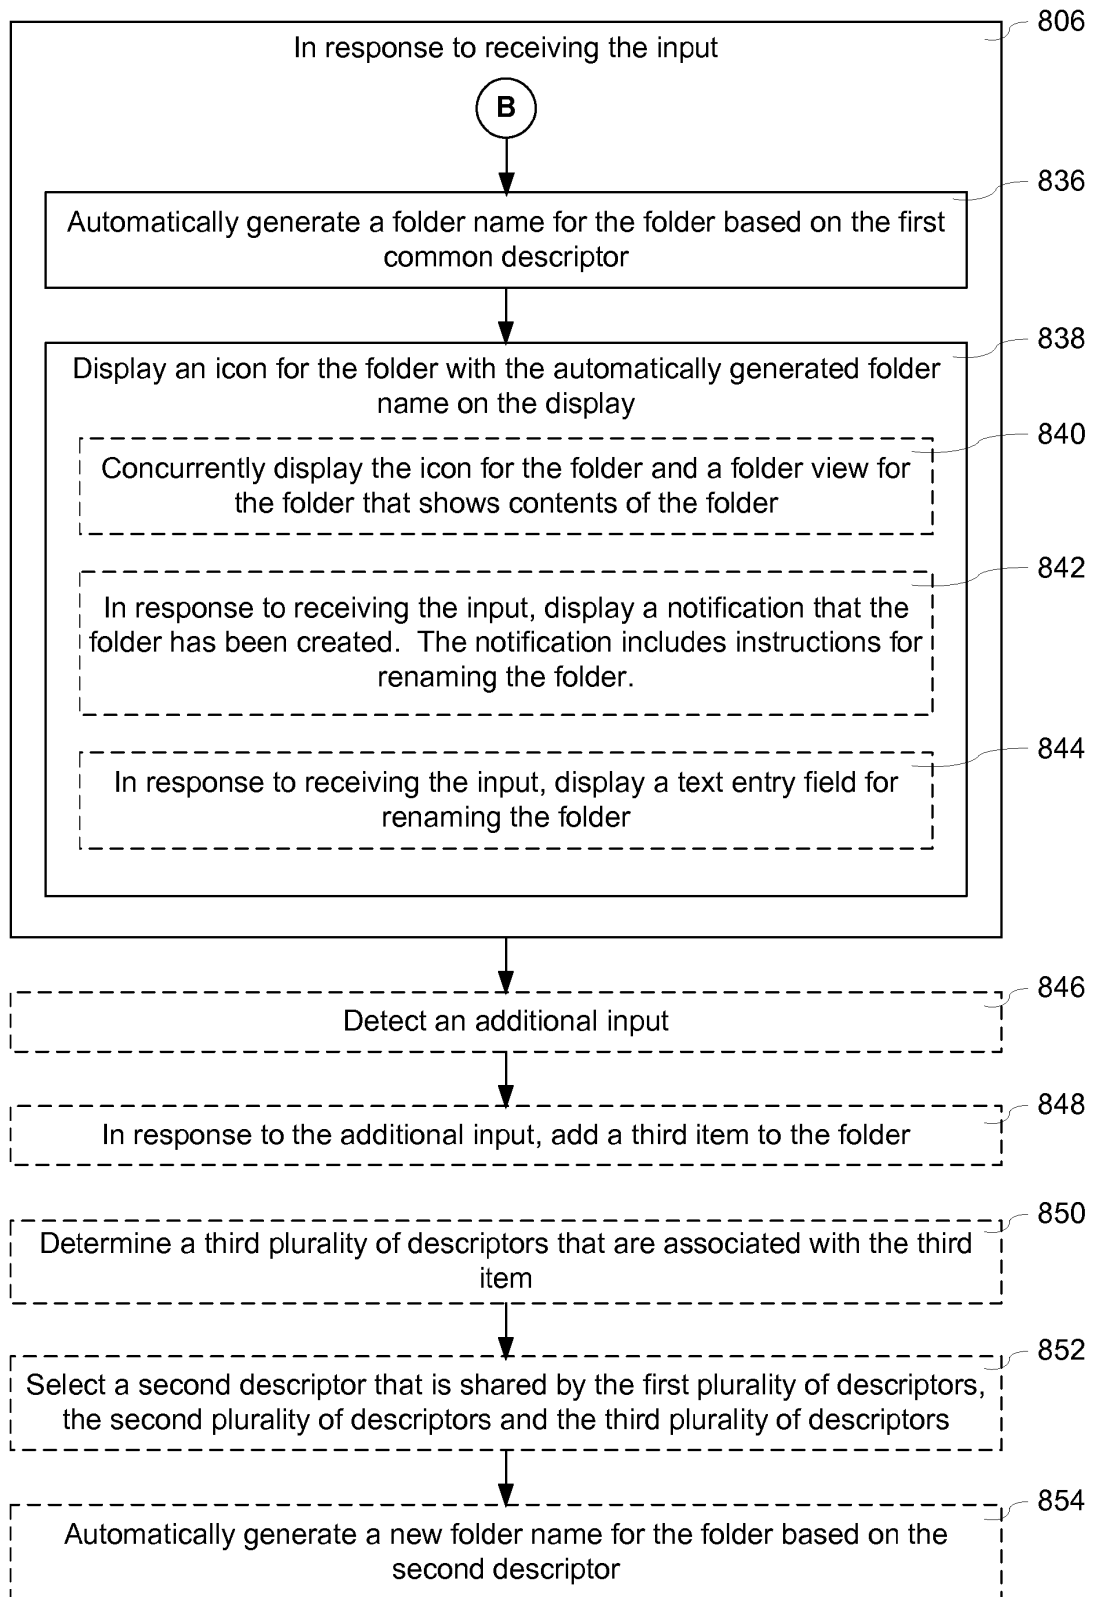 806
In response to receiving the input
B
836
Automatically generate a folder name for the folder based on the first
common descriptor
838
Display an icon for the folder with the automatically generated folder
name on the display
840
Concurrently display the icon for the folder and a folder view for
the folder that shows contents of the folder
842
In response to receiving the input, display a notification that the
folder has been created.  The notification includes instructions for
renaming the folder.
844
In response to receiving the input, display a text entry field for
renaming the folder
846
Detect an additional input
848
In response to the additional input, add a third item to the folder
850
Determine a third plurality of descriptors that are associated with the third
item
852
Select a second descriptor that is shared by the first plurality of descriptors,
the second plurality of descriptors and the third plurality of descriptors
854
Automatically generate a new folder name for the folder based on the
second descriptor